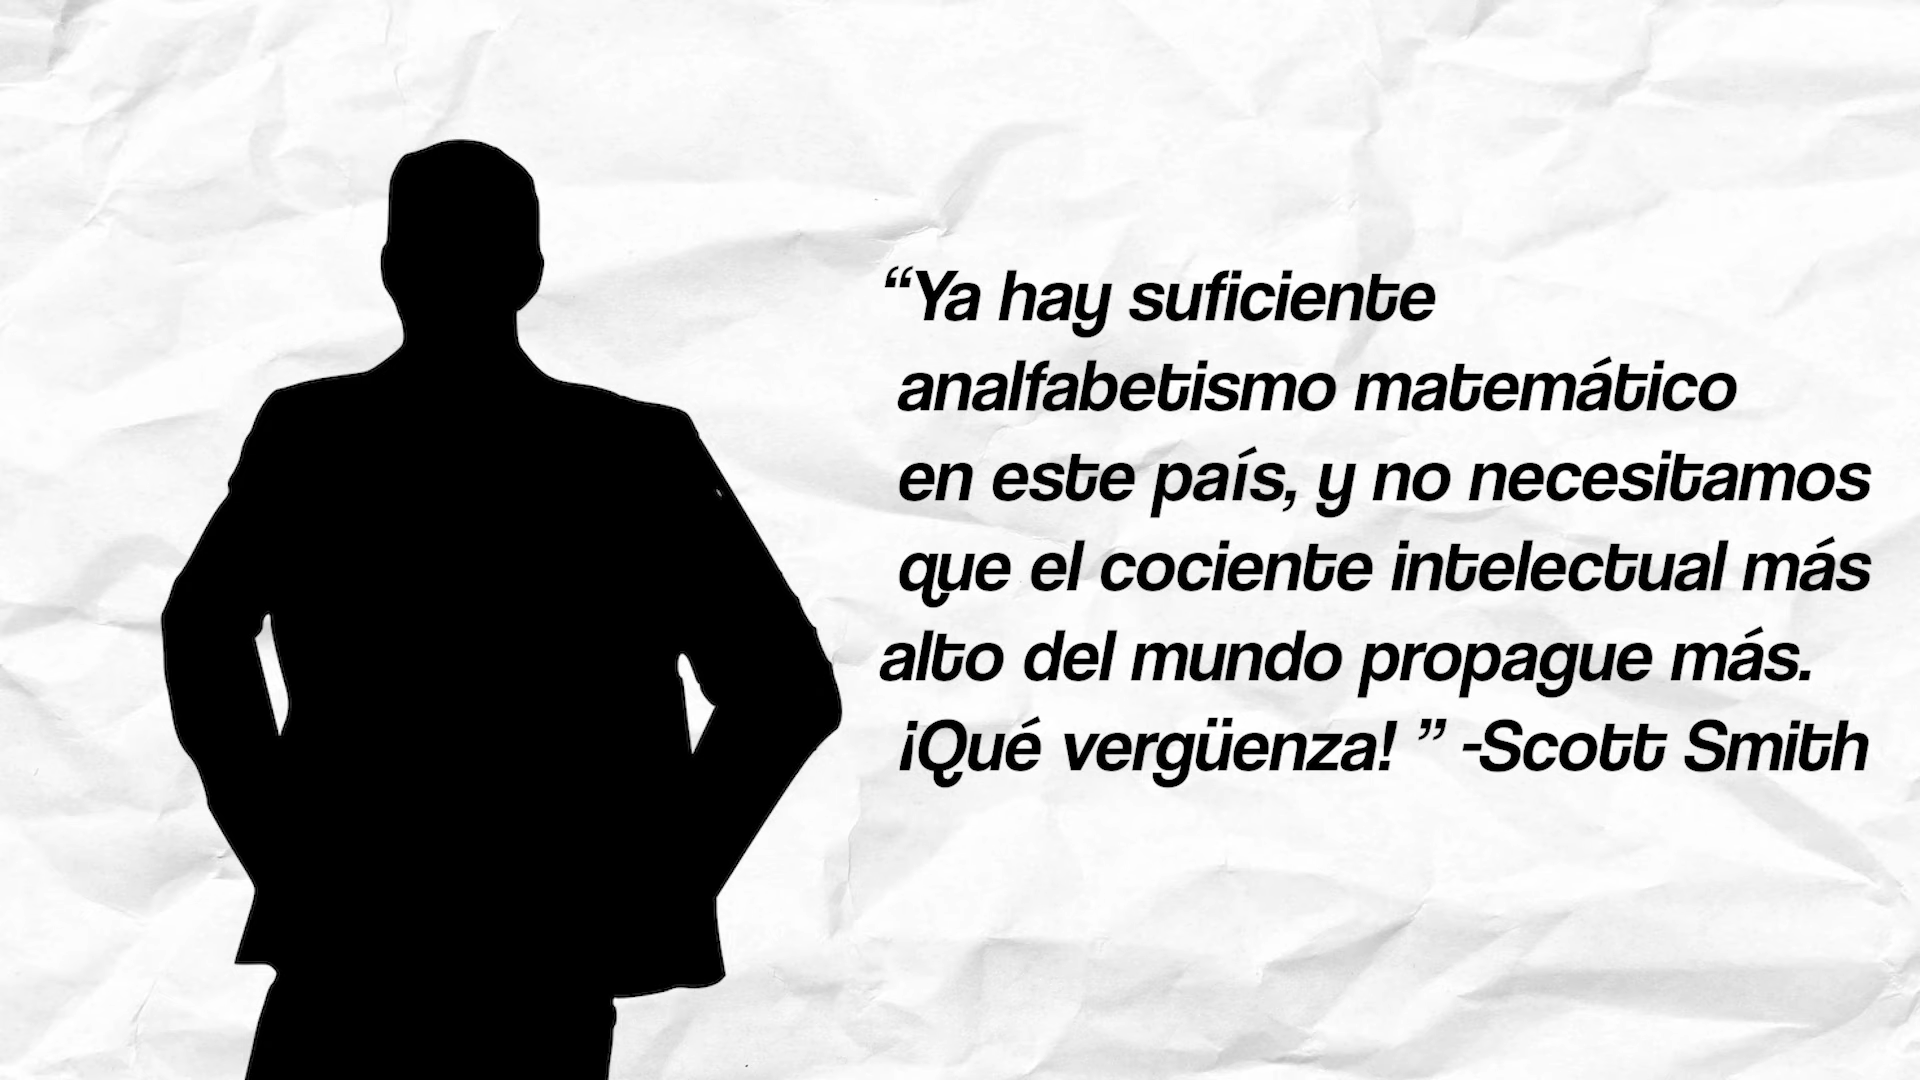 “Ya hay suficiente
analfabetismo matemático
en este país, y no necesitamos
que el cociente intelectual más
alto del mundo propague más.
¡Qué vergüenza! ” -Scott Smith